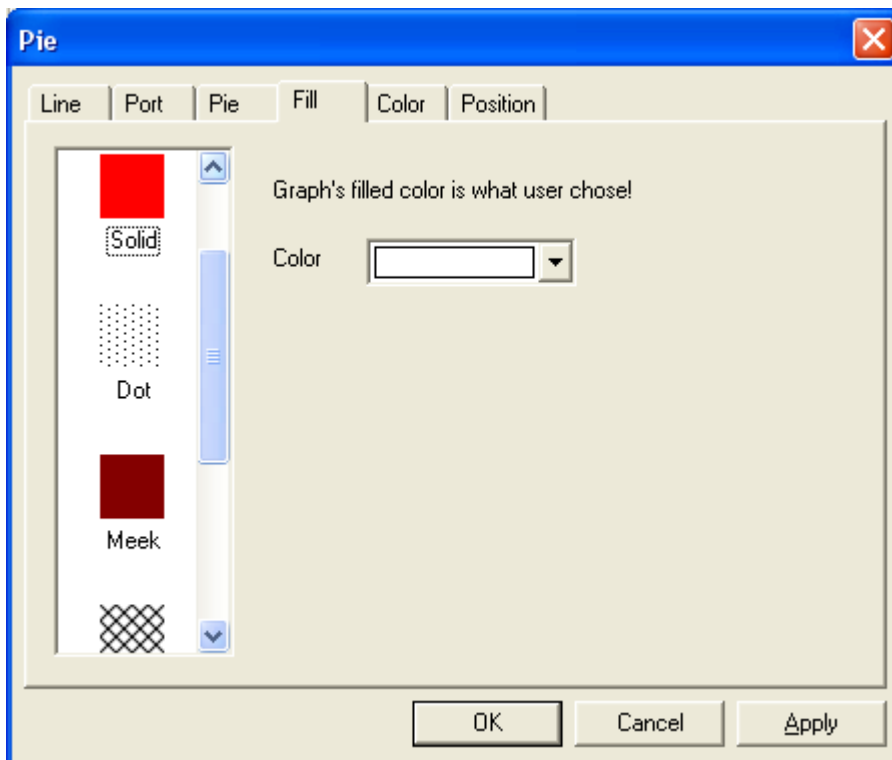 Pie
Line Port Pie Fill Color Position
Graph's filled color is what user chose!
Solid
Color
Dot
Meek
OK Cancel Apply